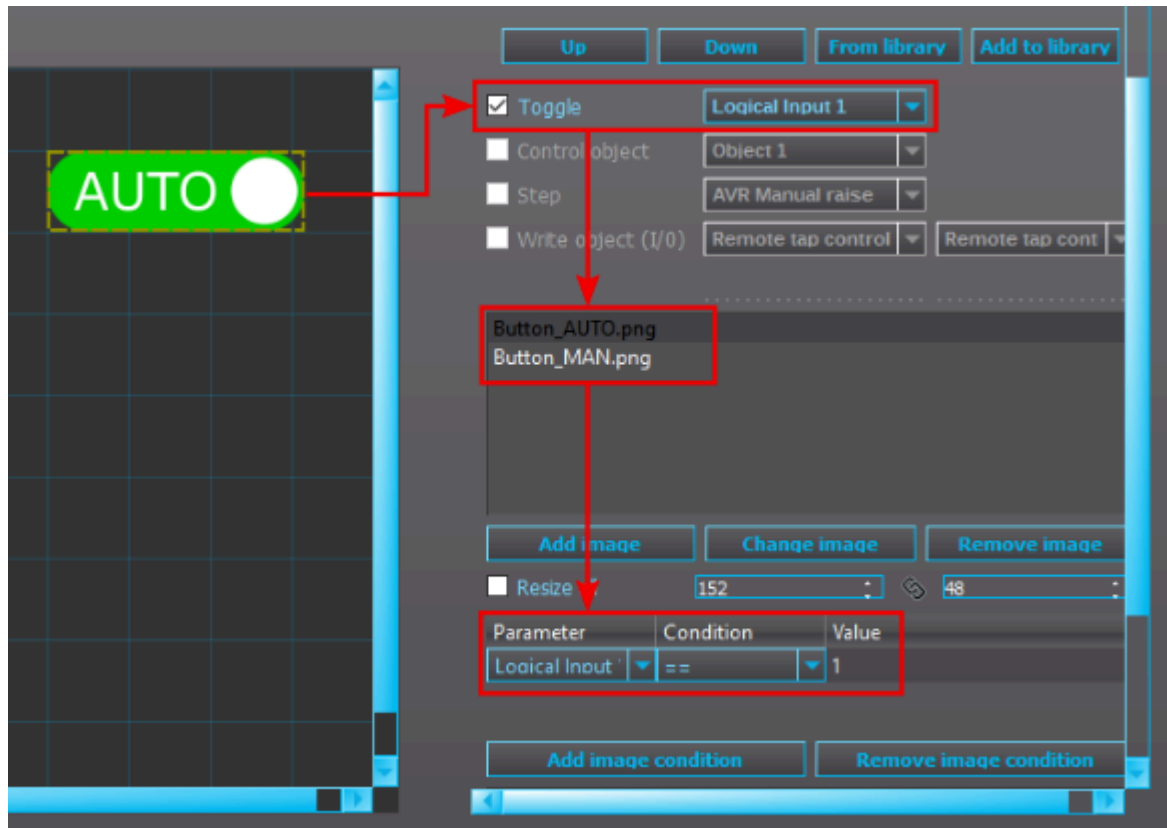 Up Down From library Add to library
Toggle Logical Input 1
AUTO
Control object Object 1
Step AVR Manual raise
Write object (I/0) Remote tap control Remote tap cont
Button_AUTO.png
Button_MAN.png
Add image Change image Remove image
Resize 152 48
Parameter Condition Value
Logical Input == 1
Add image condition Remove image condition